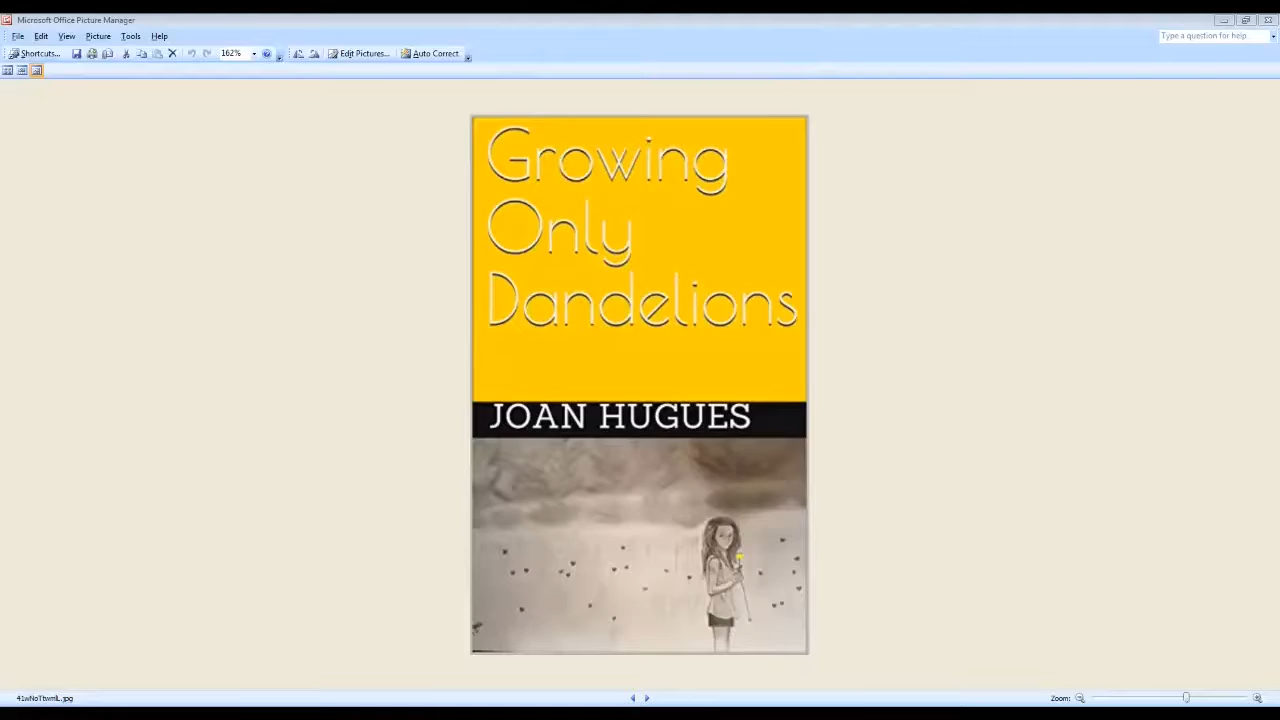 Microsoft Office Picture Manager
File Edit View Picture Tools Help
Type a question for help
Shortcuts... 162% Edit Pictures... Auto Correct
Growing
Only
Dandelions
JOAN HUGUES
Zoom: